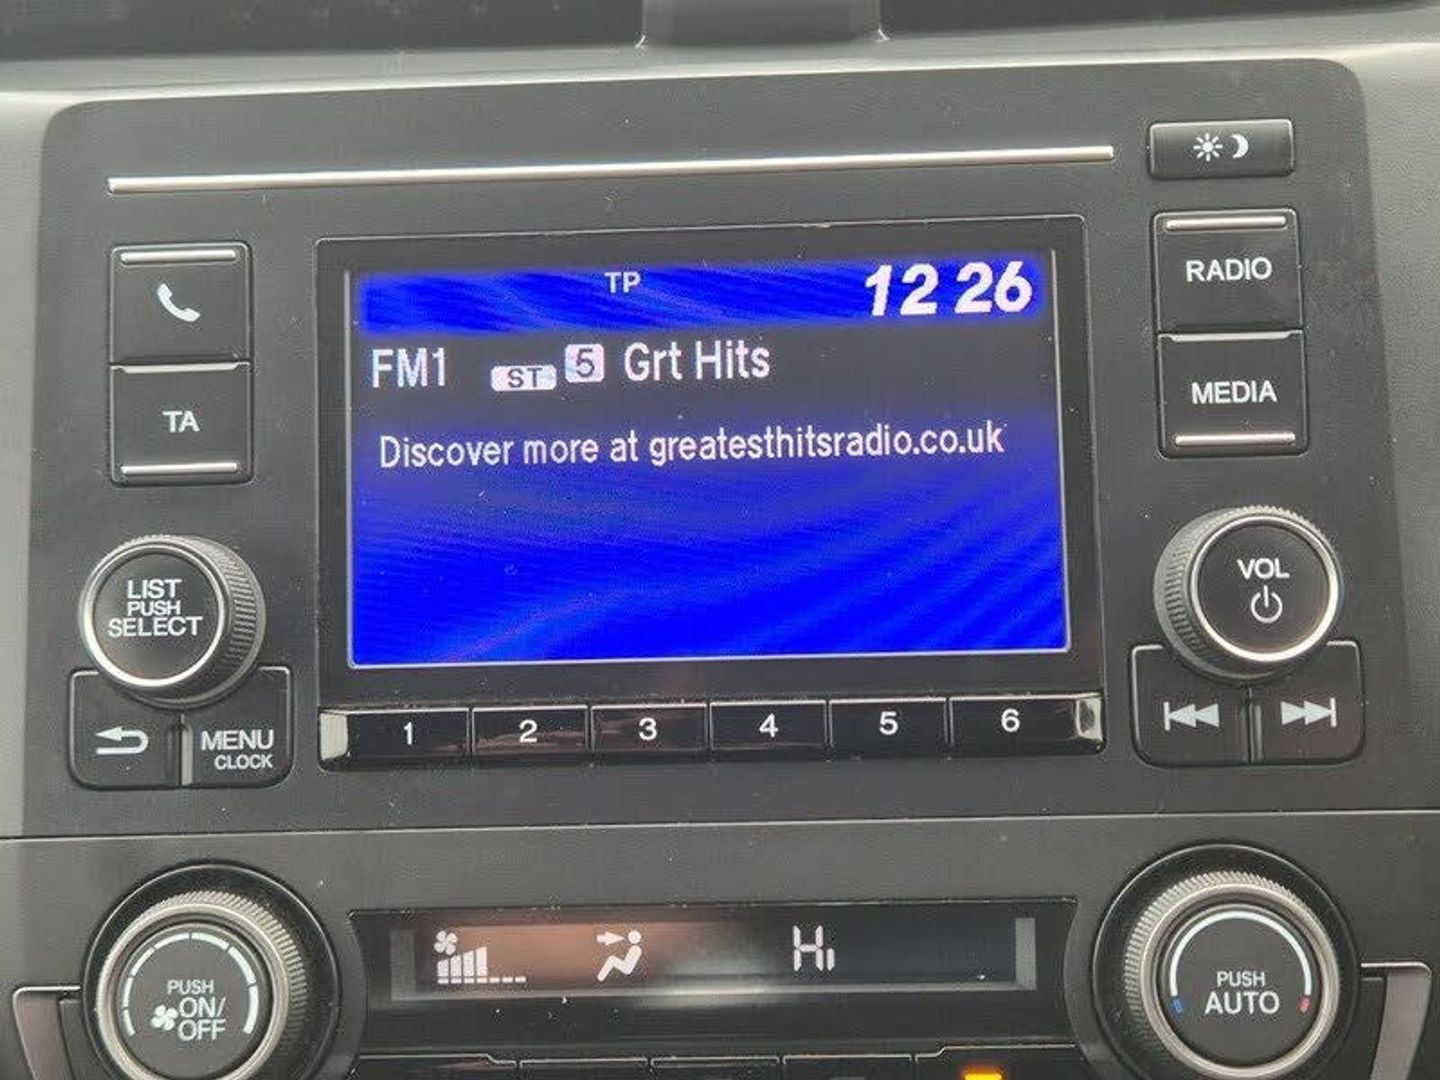 TP 12 26
FM1 ST 5 Grt Hits
Discover more at greatesthitsradio.co.uk
TA
LIST
PUSH
SELECT
MENU
CLOCK
1 2 3 4 5 6
RADIO
MEDIA
VOL
PUSH
ON/
OFF
Hi
PUSH
AUTO